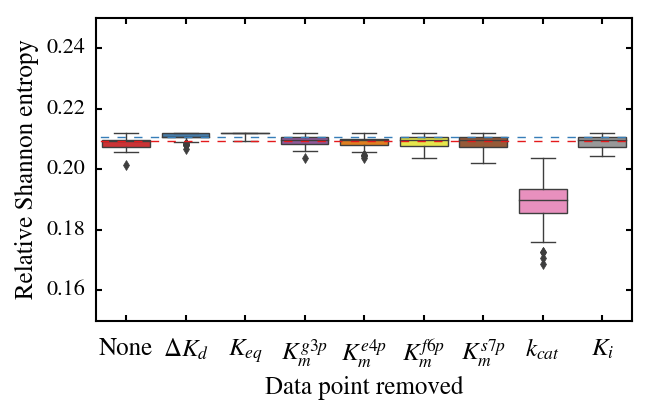 Relative Shannon entropy
0.24
0.22
0.20
0.18
0.16
None ΔK_d K_eq K_m^g3p K_m^e4p K_m^f6p K_m^s7p k_cat K_i
Data point removed